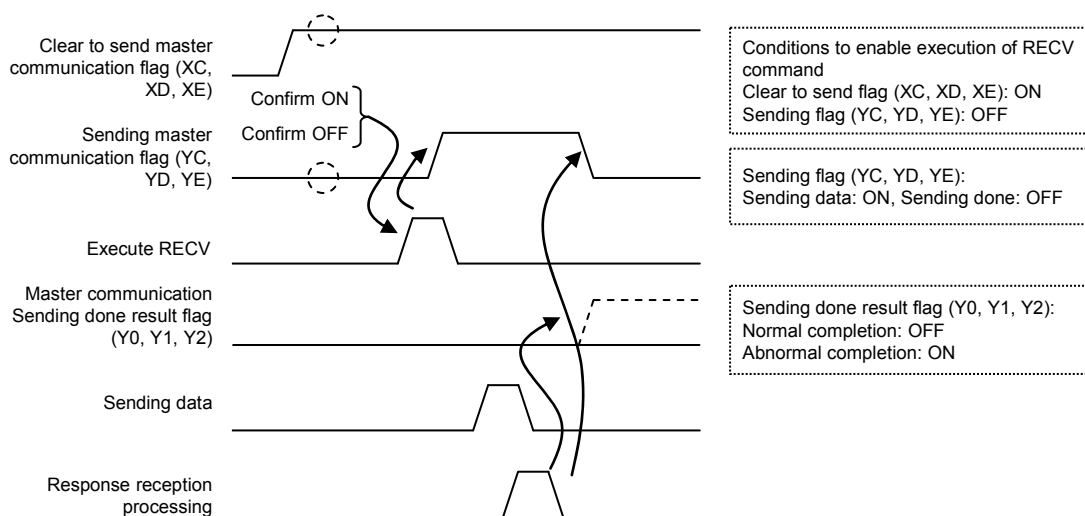 Clear to send master
communication flag (XC,
XD, XE)
Confirm ON
Confirm OFF
Sending master
communication flag (YC,
YD, YE)
Execute RECV
Master communication
Sending done result flag
(Y0, Y1, Y2)
Sending data
Response reception
processing
Conditions to enable execution of RECV
command
Clear to send flag (XC, XD, XE): ON
Sending flag (YC, YD, YE): OFF
Sending flag (YC, YD, YE):
Sending data: ON, Sending done: OFF
Sending done result flag (Y0, Y1, Y2):
Normal completion: OFF
Abnormal completion: ON